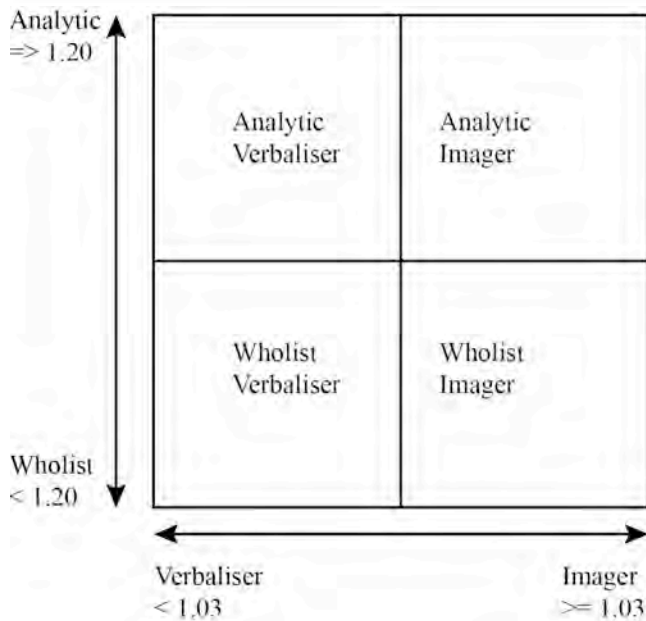 Analytic
=> 1.20
Analytic
Verbaliser
Analytic
Imager
Wholist
Verbaliser
Wholist
Imager
Wholist
< 1.20
Verbaliser
< 1.03
Imager
>= 1.03